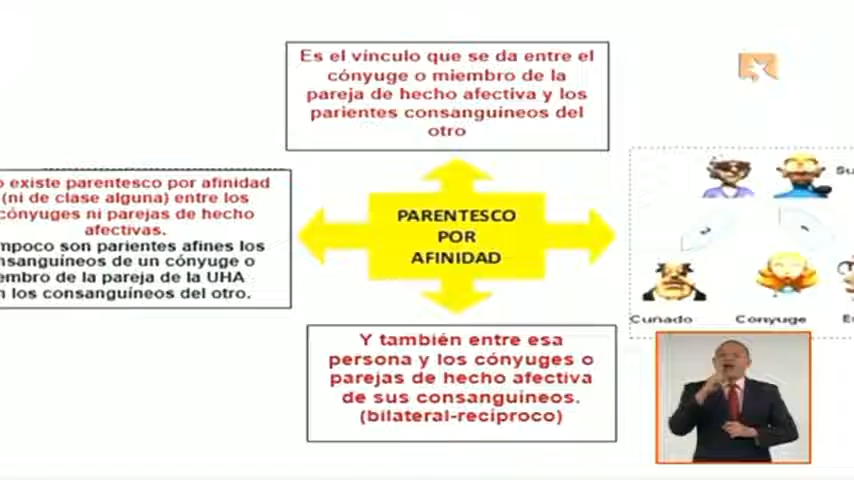 Es el vínculo que se da entre el
cónyuge o miembro de la
pareja de hecho afectiva y los
parientes consanguíneos del
otro
existe parentesco por afinidad
(ni de clase alguna) entre los
cónyuges ni parejas de hecho
afectivas.
mpoco son parientes afines los
nsanguíneos de un cónyuge o
embro de la pareja de la UHA
los consanguíneos del otro.
PARENTESCO
POR
AFINIDAD
Su
Cuñado
Conyuge
Y también entre esa
persona y los cónyuges o
parejas de hecho afectiva
de sus consanguíneos.
(bilateral-recíproco)